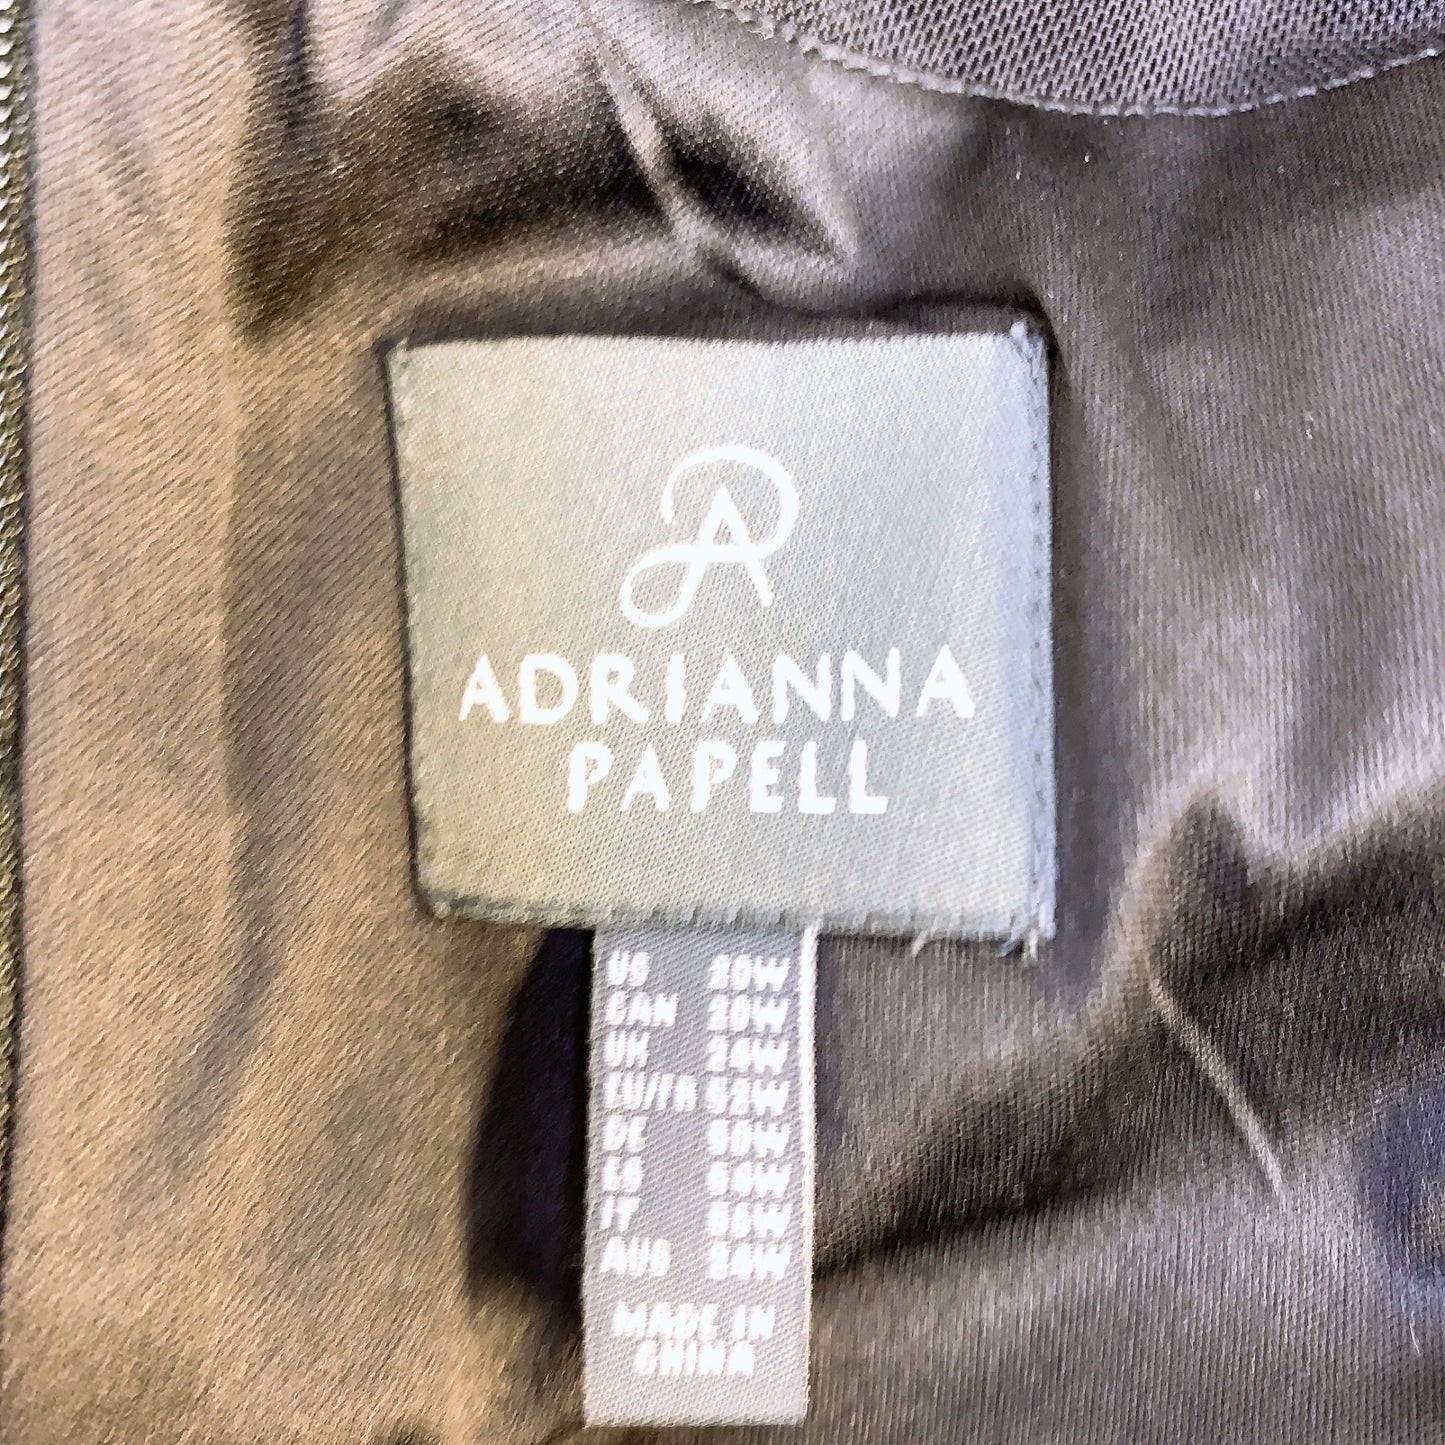 ADRIANNA
PAPELL
US 20W
CAN 20W
UK 24W
EU/FR 52W
DE 50W
ES 54W
IT 56W
AUS 24W
MADE IN
CHINA